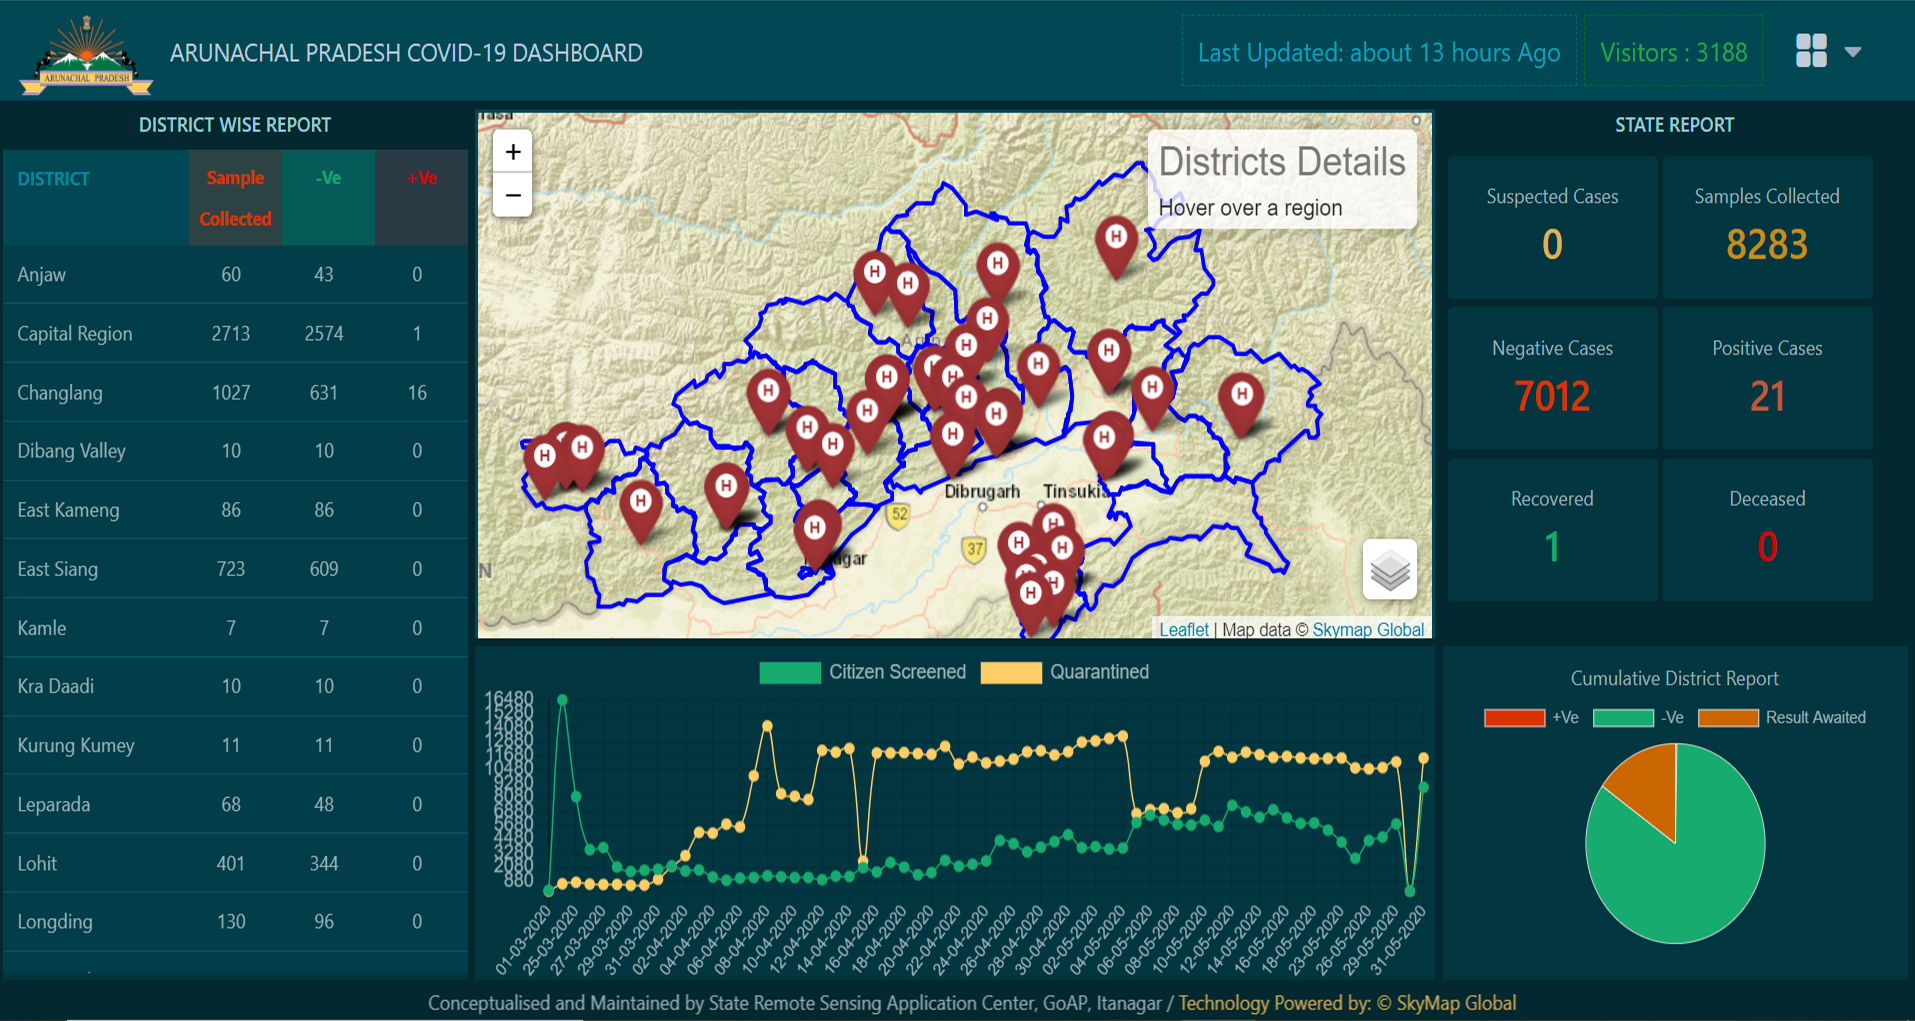 ARUNACHAL PRADESH
ARUNACHAL PRADESH COVID-19 DASHBOARD
Last Updated: about 13 hours Ago
Visitors : 3188
DISTRICT WISE REPORT
DISTRICT Sample Collected -Ve +Ve
Anjaw 60 43 0
Capital Region 2713 2574 1
Changlang 1027 631 16
Dibang Valley 10 10 0
East Kameng 86 86 0
East Siang 723 609 0
Kamle 7 7 0
Kra Daadi 10 10 0
Kurung Kumey 11 11 0
Leparada 68 48 0
Lohit 401 344 0
Longding 130 96 0
+
−
Districts Details
Hover over a region
Dibrugarh
Tinsukia
52
37
N
Leaflet | Map data © Skymap Global
STATE REPORT
Suspected Cases
0
Samples Collected
8283
Negative Cases
7012
Positive Cases
21
Recovered
1
Deceased
0
Citizen Screened Quarantined
16480
15280
14080
12880
11680
10480
9280
8080
6880
5680
4480
3280
2080
880
01-03-2020
25-03-2020
27-03-2020
29-03-2020
31-03-2020
02-04-2020
04-04-2020
06-04-2020
08-04-2020
10-04-2020
12-04-2020
14-04-2020
16-04-2020
18-04-2020
20-04-2020
22-04-2020
24-04-2020
26-04-2020
28-04-2020
30-04-2020
02-05-2020
04-05-2020
06-05-2020
08-05-2020
10-05-2020
12-05-2020
14-05-2020
16-05-2020
18-05-2020
23-05-2020
26-05-2020
29-05-2020
31-05-2020
Cumulative District Report
+Ve -Ve Result Awaited
Conceptualised and Maintained by State Remote Sensing Application Center, GoAP, Itanagar / Technology Powered by: © SkyMap Global